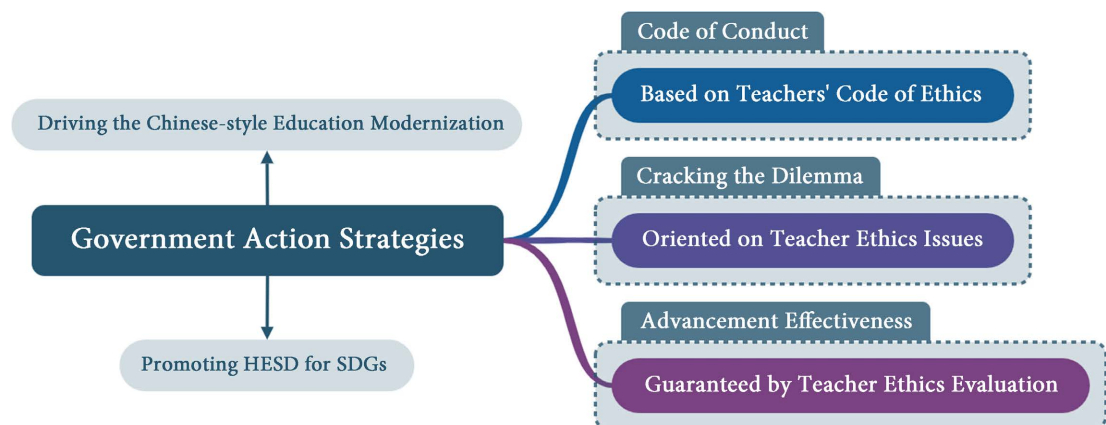 Driving the Chinese-style Education Modernization
Government Action Strategies
Promoting HESD for SDGs
Code of Conduct
Based on Teachers' Code of Ethics
Cracking the Dilemma
Oriented on Teacher Ethics Issues
Advancement Effectiveness
Guaranteed by Teacher Ethics Evaluation